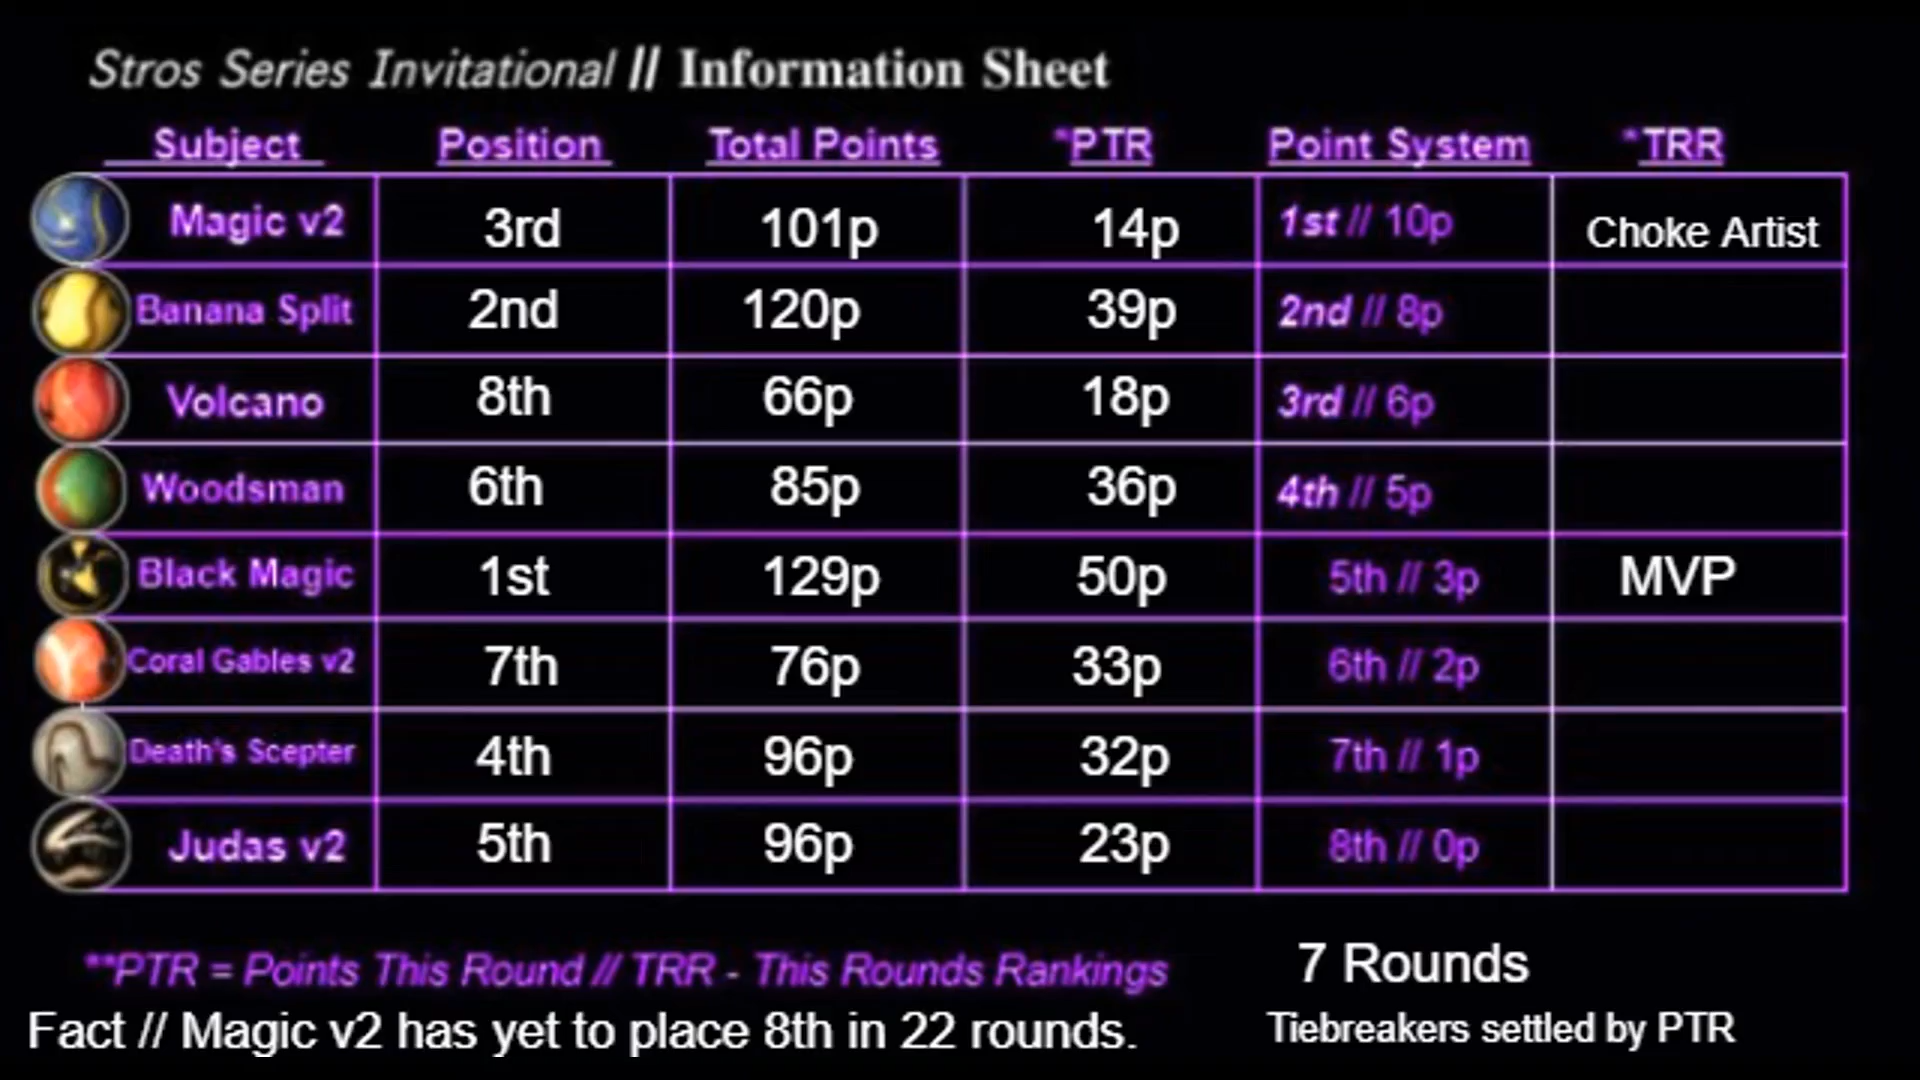 Stros Series Invitational // Information Sheet
Subject Position Total Points *PTR Point System *TRR
Magic v2 3rd 101p 14p 1st // 10p Choke Artist
Banana Split 2nd 120p 39p 2nd // 8p
Volcano 8th 66p 18p 3rd // 6p
Woodsman 6th 85p 36p 4th // 5p
Black Magic 1st 129p 50p 5th // 3p MVP
Coral Gables v2 7th 76p 33p 6th // 2p
Death's Scepter 4th 96p 32p 7th // 1p
Judas v2 5th 96p 23p 8th // 0p
**PTR = Points This Round // TRR - This Rounds Rankings 7 Rounds
Fact // Magic v2 has yet to place 8th in 22 rounds. Tiebreakers settled by PTR